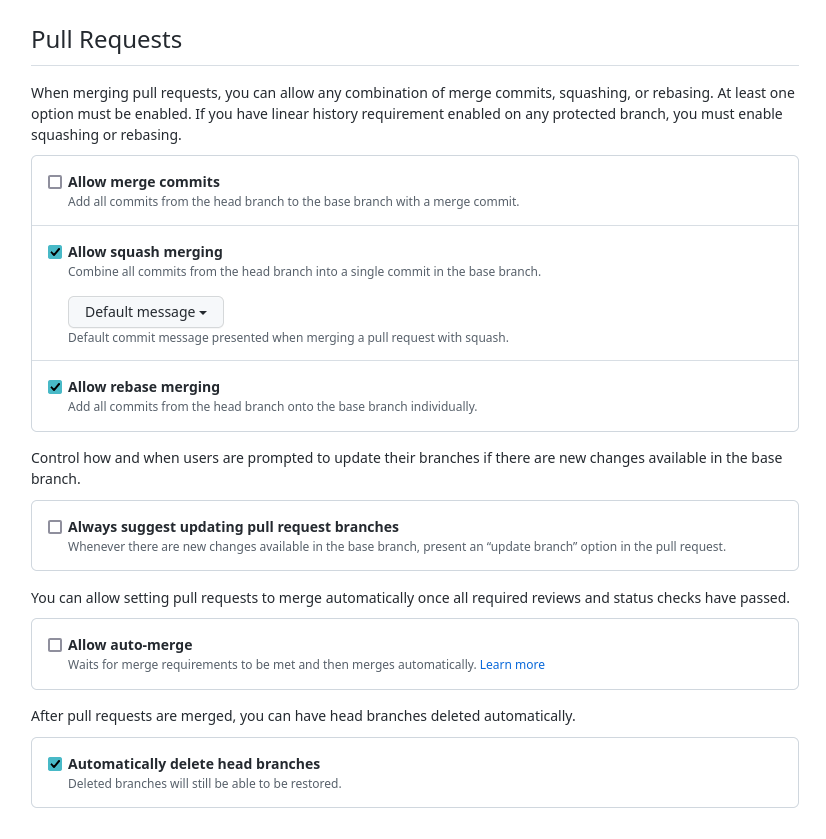 Pull Requests
When merging pull requests, you can allow any combination of merge commits, squashing, or rebasing. At least one
option must be enabled. If you have linear history requirement enabled on any protected branch, you must enable
squashing or rebasing.
Allow merge commits
Add all commits from the head branch to the base branch with a merge commit.
Allow squash merging
Combine all commits from the head branch into a single commit in the base branch.
Default message
Default commit message presented when merging a pull request with squash.
Allow rebase merging
Add all commits from the head branch onto the base branch individually.
Control how and when users are prompted to update their branches if there are new changes available in the base
branch.
Always suggest updating pull request branches
Whenever there are new changes available in the base branch, present an “update branch” option in the pull request.
You can allow setting pull requests to merge automatically once all required reviews and status checks have passed.
Allow auto-merge
Waits for merge requirements to be met and then merges automatically. Learn more
After pull requests are merged, you can have head branches deleted automatically.
Automatically delete head branches
Deleted branches will still be able to be restored.